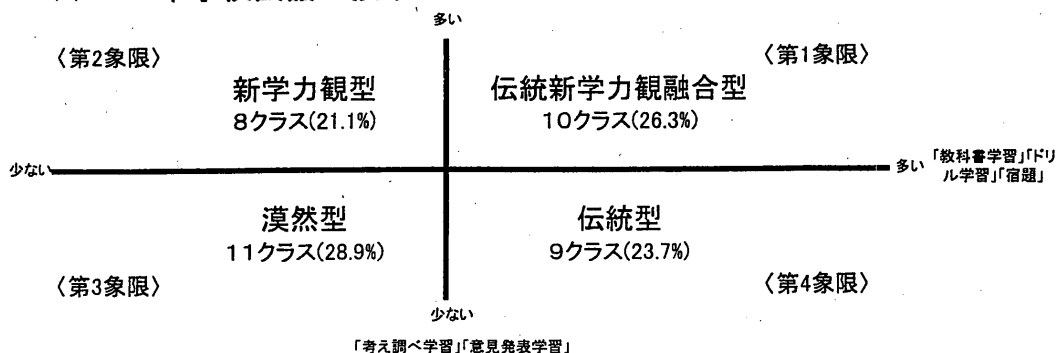 多い
〈第2象限〉
〈第1象限〉
新学力観型
8クラス(21.1%)
伝統新学力観融合型
10クラス(26.3%)
少ない
多い
「教科書学習」「ドリ
ル学習」「宿題」
漠然型
11クラス(28.9%)
伝統型
9クラス(23.7%)
〈第3象限〉
〈第4象限〉
少ない
「考え調べ学習」「意見発表学習」